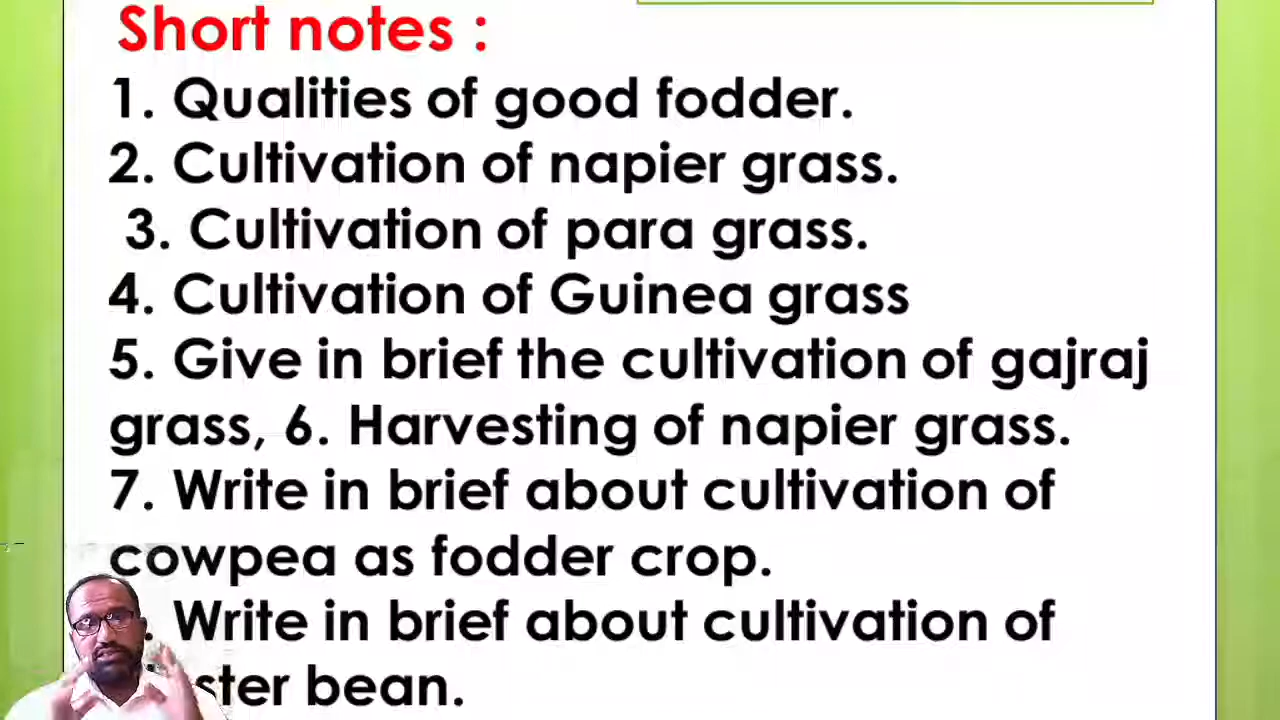 Short notes :
1. Qualities of good fodder.
2. Cultivation of napier grass.
3. Cultivation of para grass.
4. Cultivation of Guinea grass
5. Give in brief the cultivation of gajraj
grass, 6. Harvesting of napier grass.
7. Write in brief about cultivation of
cowpea as fodder crop.
Write in brief about cultivation of
bean.